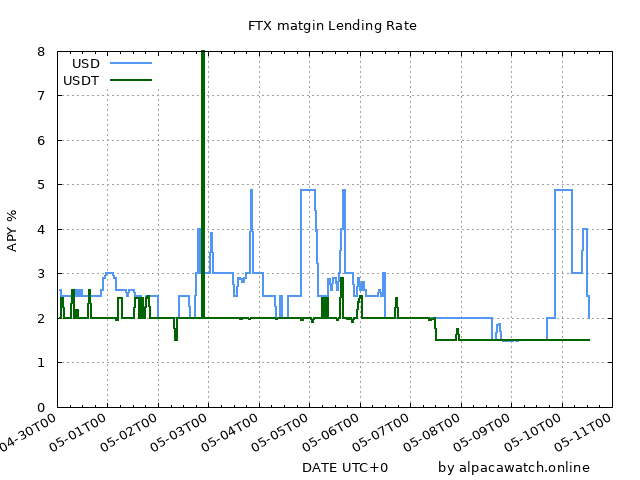 FTX matgin Lending Rate
USD
USDT
8
7
6
5
4
3
2
1
0
APY %
04-30T00
05-01T00
05-02T00
05-03T00
05-04T00
05-05T00
05-06T00
05-07T00
05-08T00
05-09T00
05-10T00
05-11T00
DATE UTC+0
by alpacawatch.online